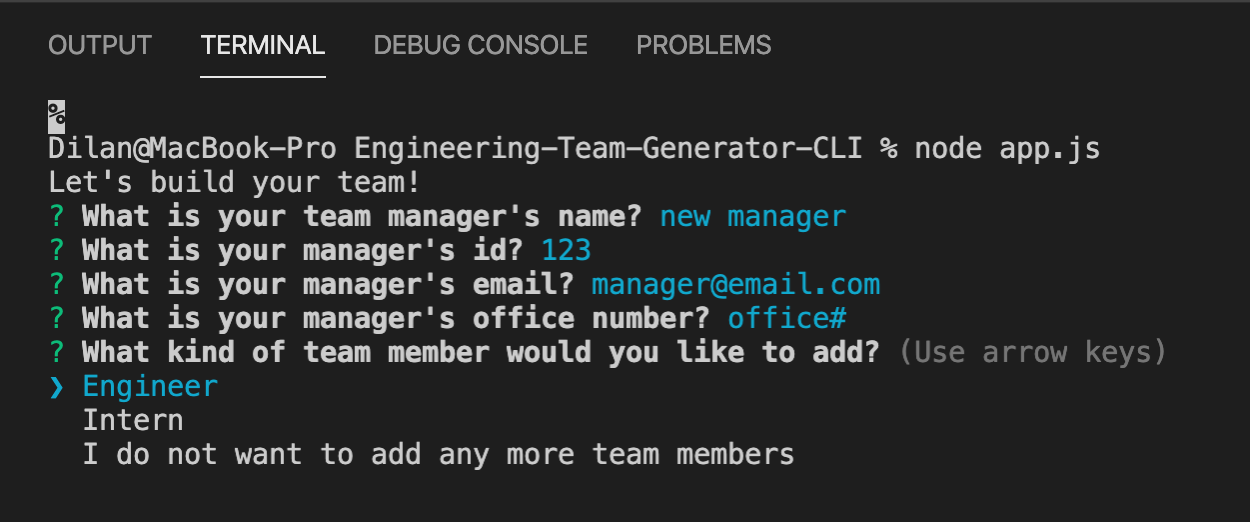 OUTPUT TERMINAL DEBUG CONSOLE PROBLEMS
%
Dilan@MacBook-Pro Engineering-Team-Generator-CLI % node app.js
Let's build your team!
? What is your team manager's name? new manager
? What is your manager's id? 123
? What is your manager's email? manager@email.com
? What is your manager's office number? office#
? What kind of team member would you like to add? (Use arrow keys)
❯ Engineer
Intern
I do not want to add any more team members